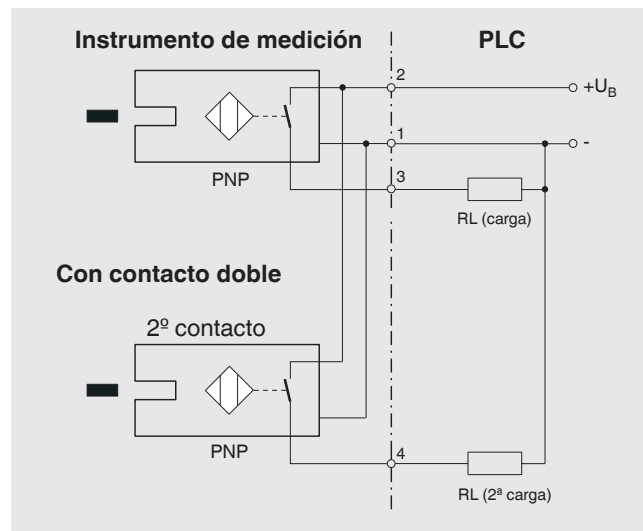 Instrumento de medición
PLC
2
+UB
1
-
PNP
3
RL (carga)
Con contacto doble
2º contacto
PNP
4
RL (2ª carga)